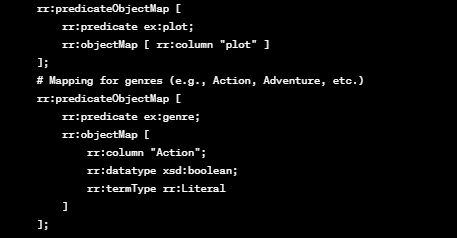 rr:predicateObjectMap [
rr:predicate ex:plot;
rr:objectMap [ rr:column "plot" ]
];
# Mapping for genres (e.g., Action, Adventure, etc.)
rr:predicateObjectMap [
rr:predicate ex:genre;
rr:objectMap [
rr:column "Action";
rr:datatype xsd:boolean;
rr:termType rr:Literal
]
];